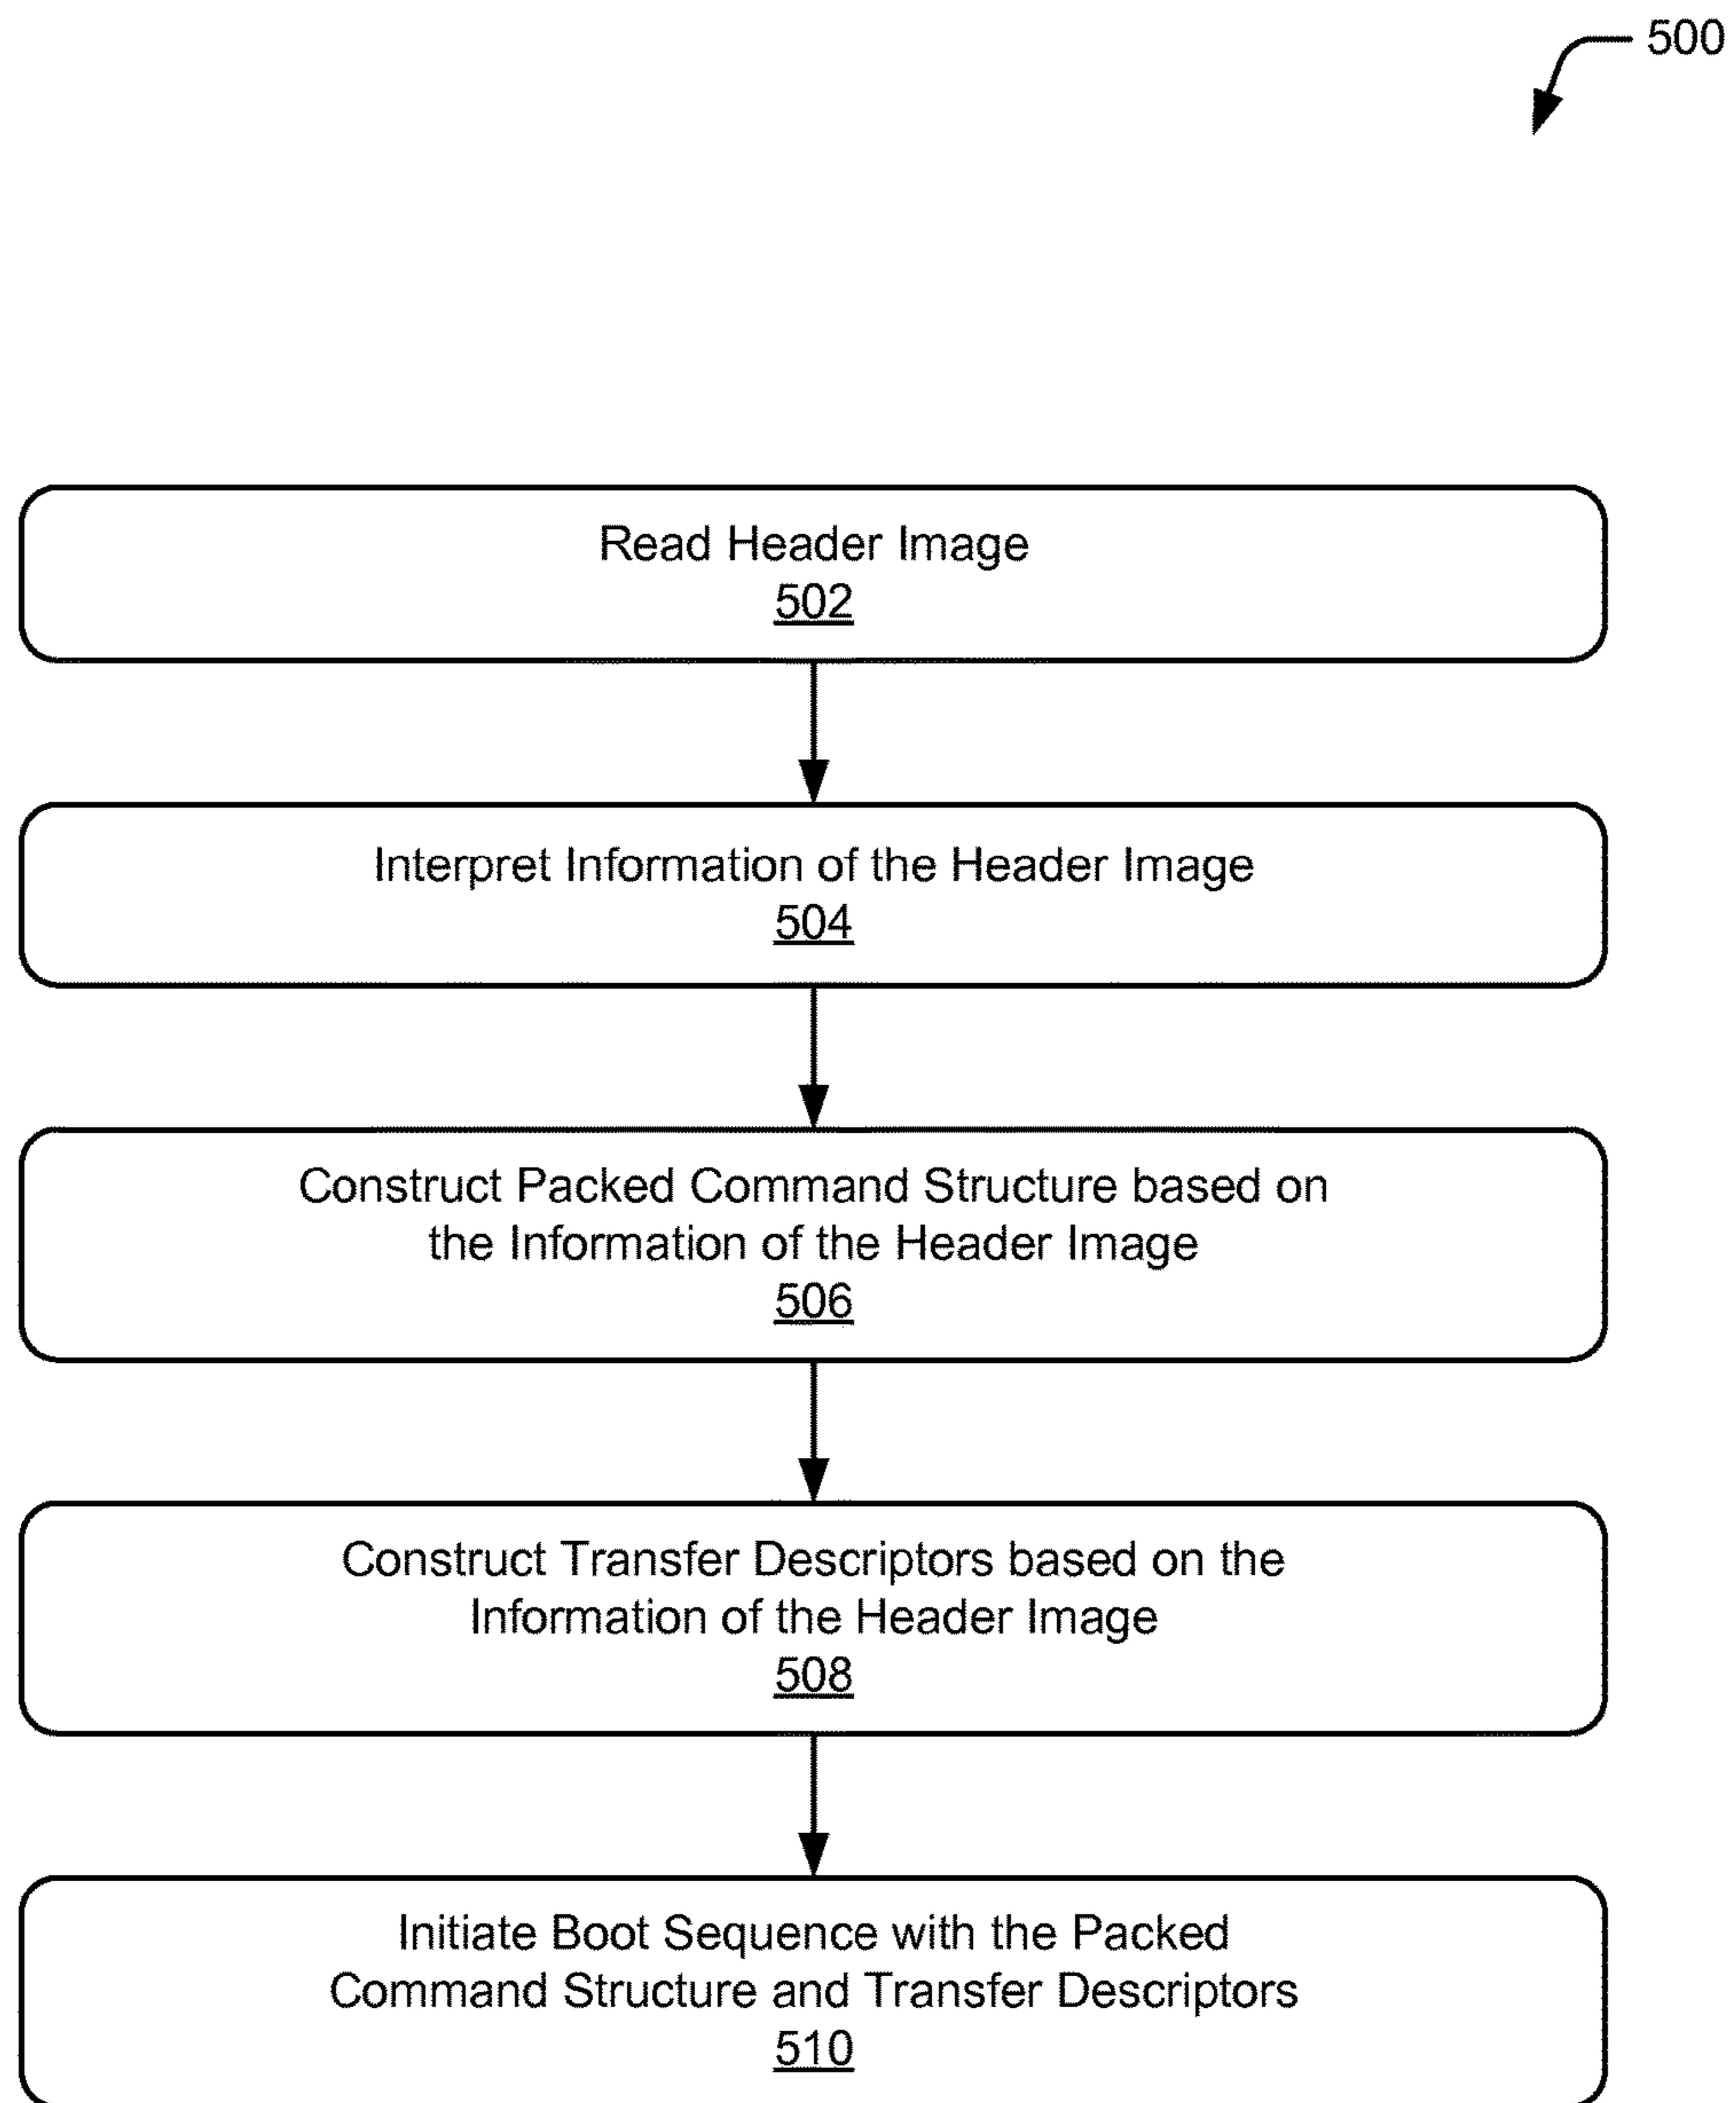 500
Read Header Image
502
Interpret Information of the Header Image
504
Construct Packed Command Structure based on
the Information of the Header Image
506
Construct Transfer Descriptors based on the
Information of the Header Image
508
Initiate Boot Sequence with the Packed
Command Structure and Transfer Descriptors
510